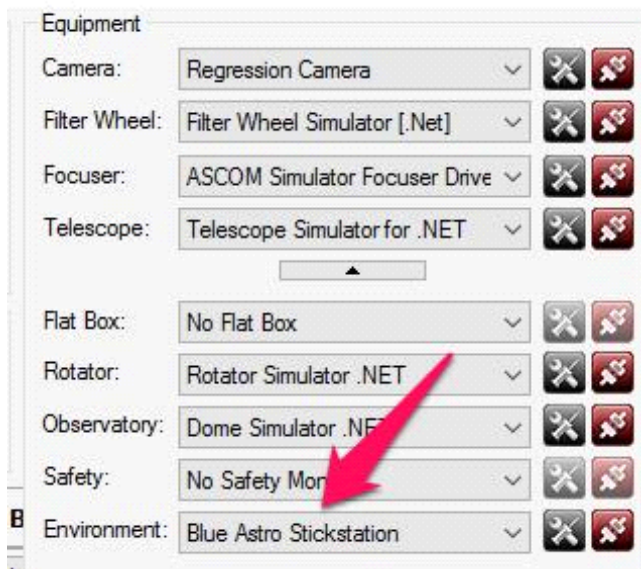 Equipment
Camera: Regression Camera
Filter Wheel: Filter Wheel Simulator [.Net]
Focuser: ASCOM Simulator Focuser Drive
Telescope: Telescope Simulator for .NET
Flat Box: No Flat Box
Rotator: Rotator Simulator .NET
Observatory: Dome Simulator
Safety: No Safety
B
Environment: Blue Astro Stickstation